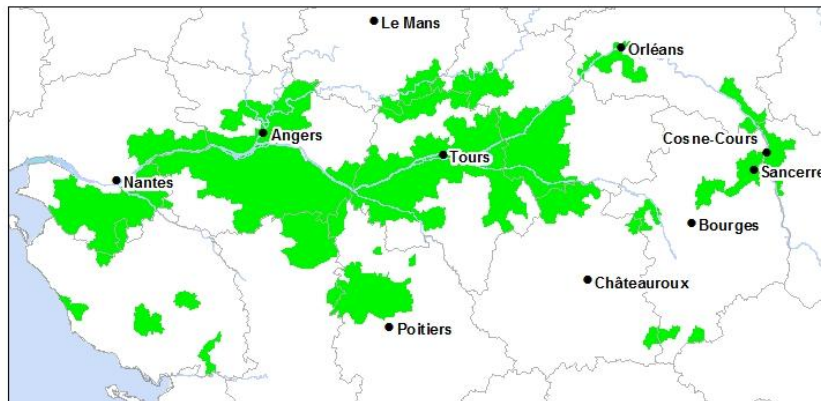 Le Mans
Orléans
Angers
Cosne-Cours
Tours
Sancerre
Nantes
Bourges
Châteauroux
Poitiers